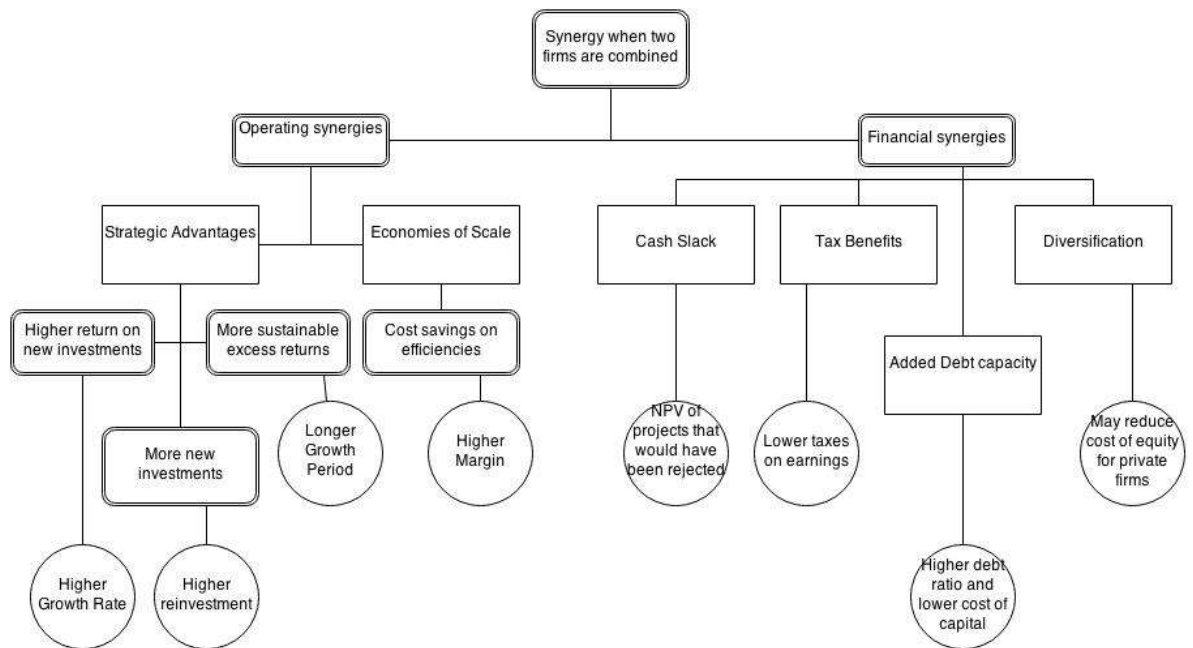 Synergy when two
firms are combined
Operating synergies
Financial synergies
Strategic Advantages
Economies of Scale
Cash Slack
Tax Benefits
Diversification
Higher return on
new investments
More sustainable
excess returns
Cost savings on
efficiencies
Added Debt capacity
More new
investments
Longer
Growth
Period
Higher
Margin
NPV of
projects that
would have
been rejected
Lower taxes
on earnings
May reduce
cost of equity
for private
firms
Higher
Growth Rate
Higher
reinvestment
Higher debt
ratio and
lower cost of
capital